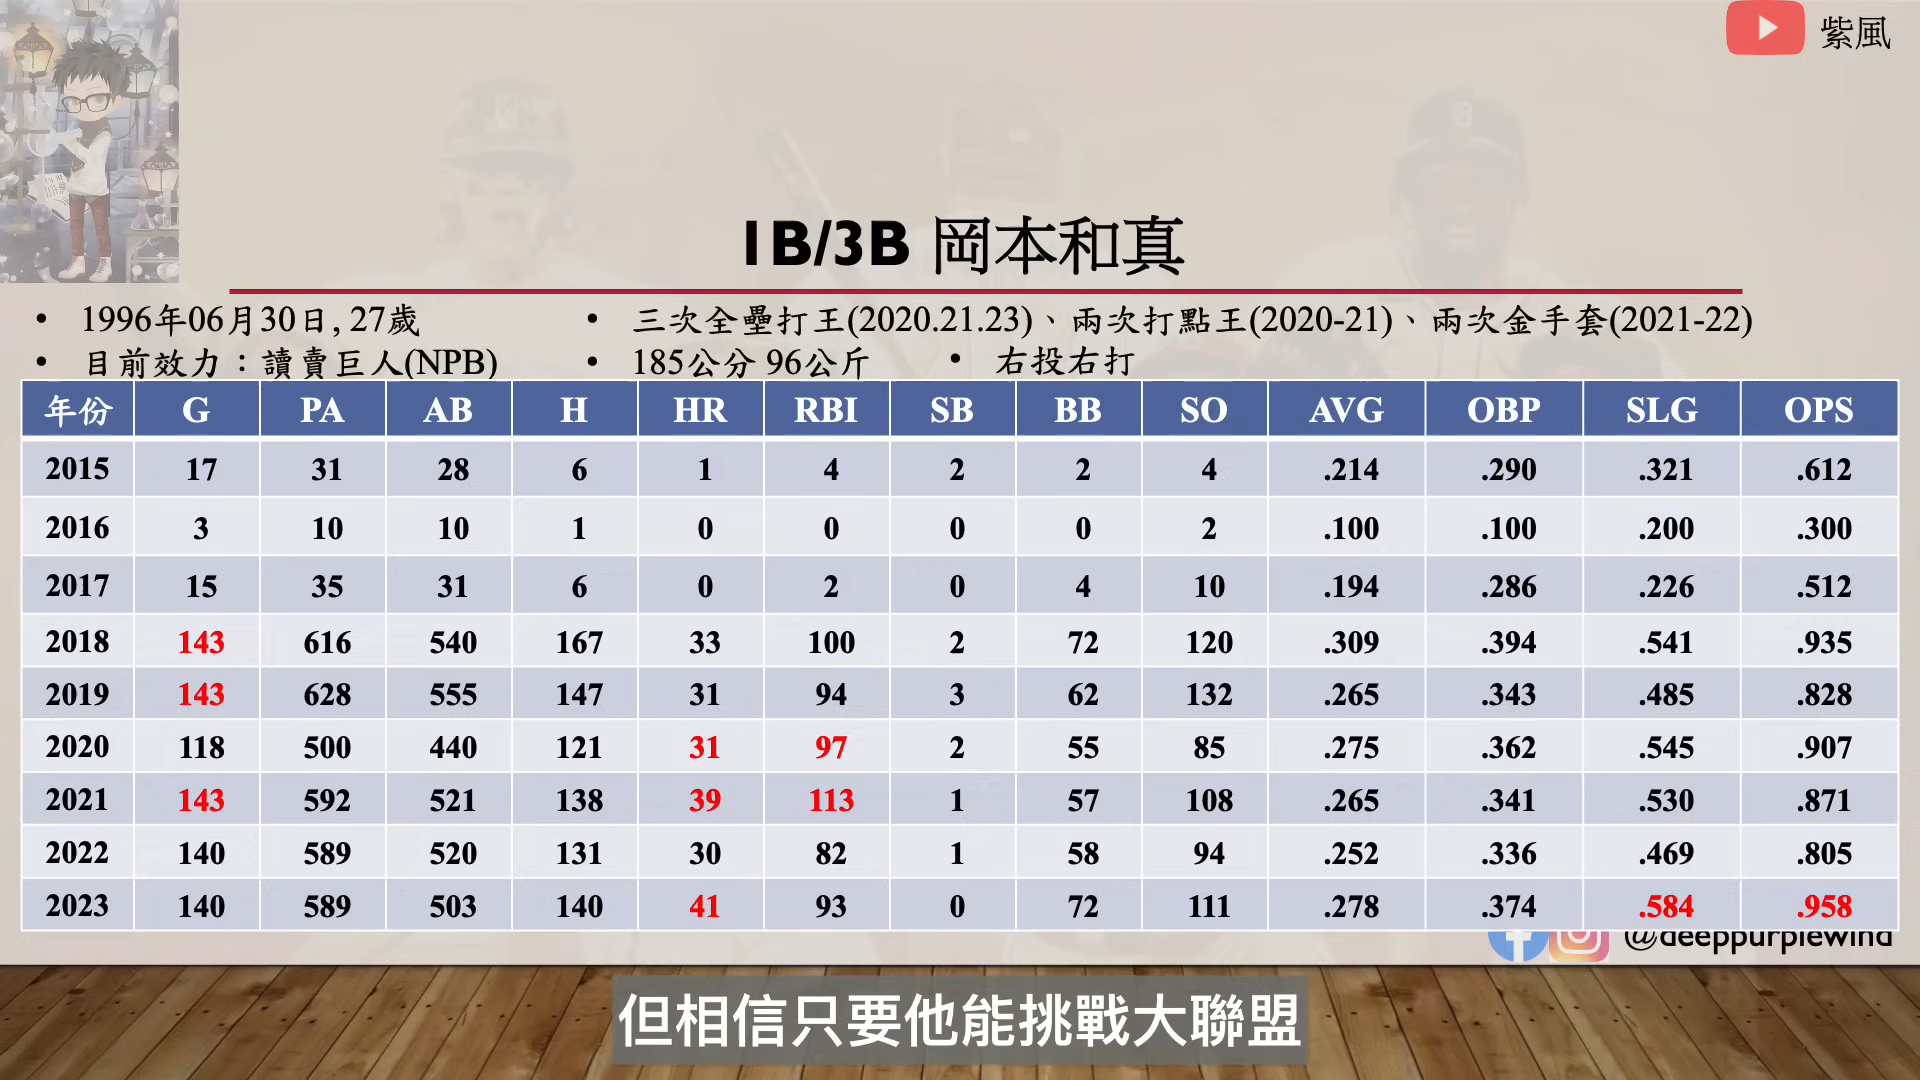 紫風
1B/3B 岡本和真
• 1996年06月30日, 27歲
• 三次全壘打王(2020.21.23)、兩次打點王(2020-21)、兩次金手套(2021-22)
• 目前效力：讀賣巨人(NPB)
• 185公分 96公斤
• 右投右打
年份 G PA AB H HR RBI SB BB SO AVG OBP SLG OPS
2015 17 31 28 6 1 4 2 2 4 .214 .290 .321 .612
2016 3 10 10 1 0 0 0 0 2 .100 .100 .200 .300
2017 15 35 31 6 0 2 0 4 10 .194 .286 .226 .512
2018 143 616 540 167 33 100 2 72 120 .309 .394 .541 .935
2019 143 628 555 147 31 94 3 62 132 .265 .343 .485 .828
2020 118 500 440 121 31 97 2 55 85 .275 .362 .545 .907
2021 143 592 521 138 39 113 1 57 108 .265 .341 .530 .871
2022 140 589 520 131 30 82 1 58 94 .252 .336 .469 .805
2023 140 589 503 140 41 93 0 72 111 .278 .374 .584 .958
@deeppurplewind
但相信只要他能挑戰大聯盟